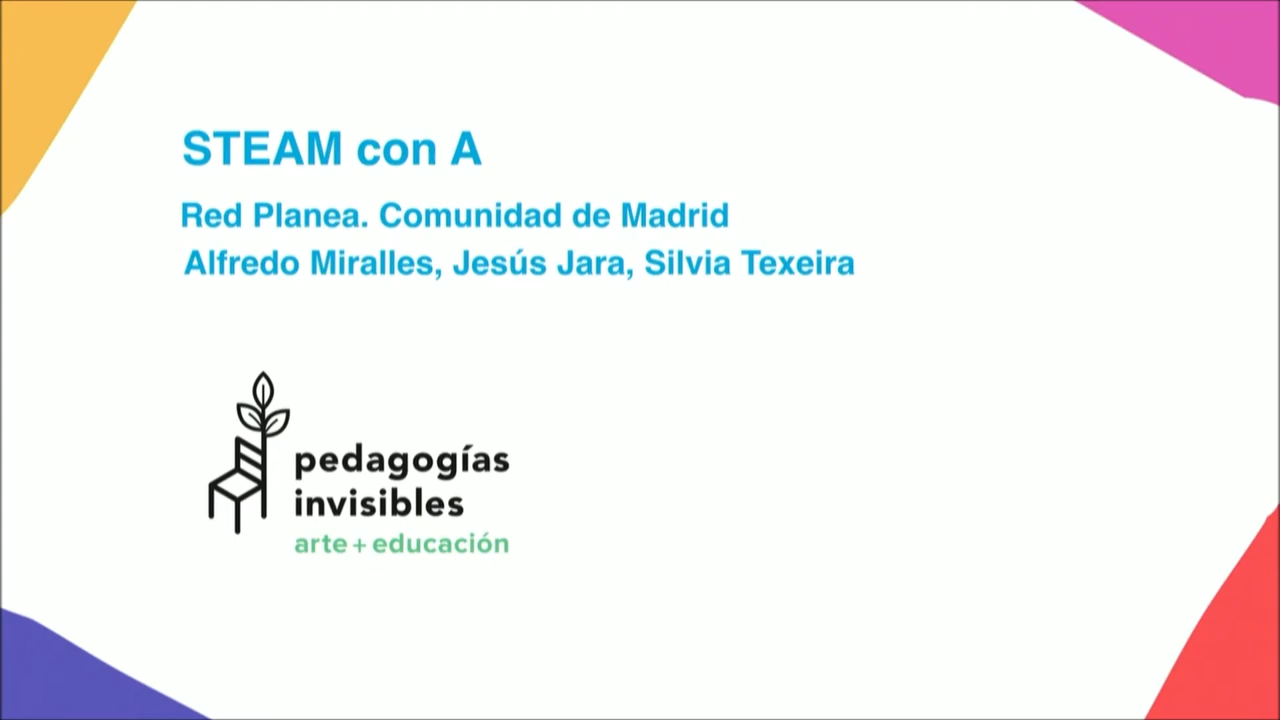 STEAM con A
Red Planea. Comunidad de Madrid
Alfredo Miralles, Jesús Jara, Silvia Texeira
pedagogías
invisibles
arte + educación